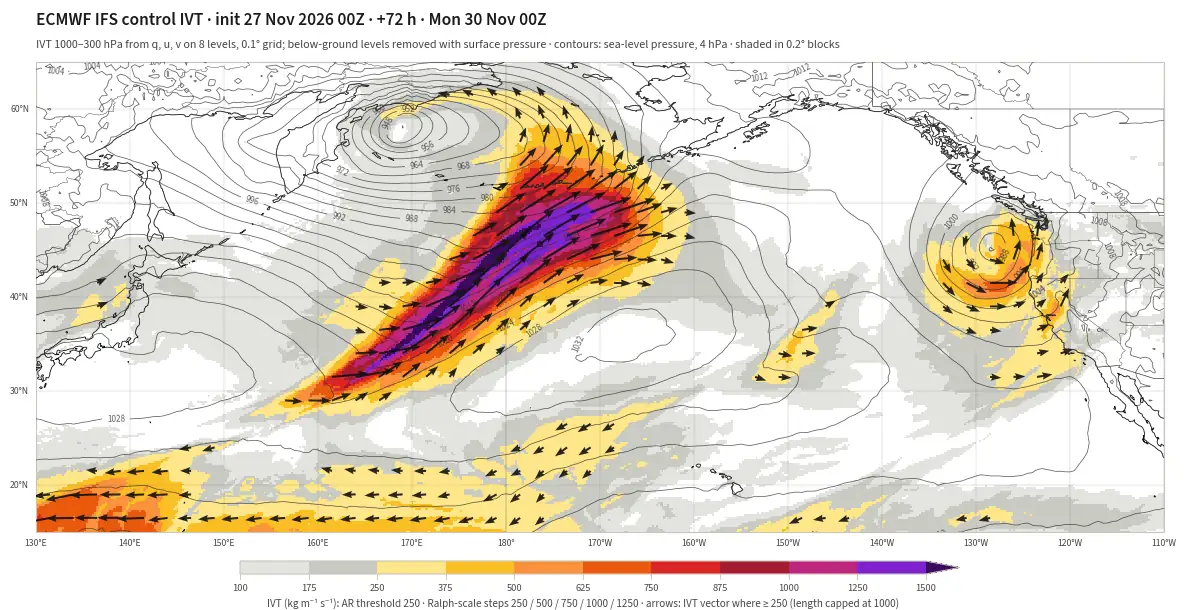 ECMWF IFS control IVT · init 27 Nov 2026 00Z · +72 h · Mon 30 Nov 00Z
IVT 1000–300 hPa from q, u, v on 8 levels, 0.1° grid; below-ground levels removed with surface pressure · contours: sea-level pressure, 4 hPa · shaded in 0.2° blocks
1004 1004 1012 1012
60°N
956 964 968 972 976 980 984 988 992 996
50°N
1000 1008 1008
40°N
1004 1024 1028 1032
30°N
1028
20°N
130°E 140°E 150°E 160°E 170°E 180° 170°W 160°W 150°W 140°W 130°W 120°W 110°W
100 175 250 375 500 625 750 875 1000 1250 1500
IVT (kg m⁻¹ s⁻¹): AR threshold 250 · Ralph-scale steps 250 / 500 / 750 / 1000 / 1250 · arrows: IVT vector where ≥ 250 (length capped at 1000)